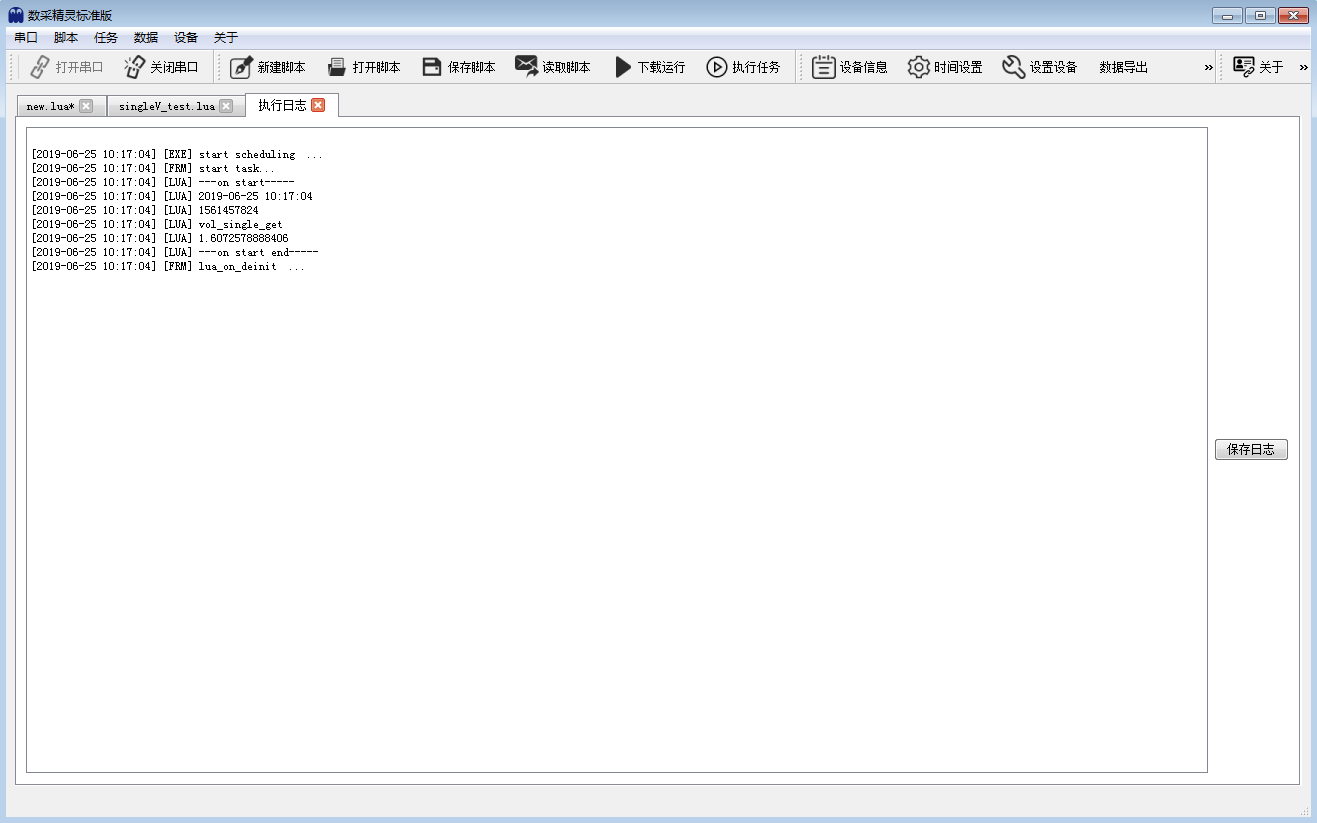 数采精灵标准版
串口 脚本 任务 数据 设备 关于
打开串口 关闭串口 新建脚本 打开脚本 保存脚本 读取脚本 下载运行 执行任务 设备信息 时间设置 设置设备 数据导出 » 关于 »
new.lua* singleV_test.lua 执行日志
[2019-06-25 10:17:04] [EXE] start scheduling ...
[2019-06-25 10:17:04] [FRM] start task...
[2019-06-25 10:17:04] [LUA] ---on start-----
[2019-06-25 10:17:04] [LUA] 2019-06-25 10:17:04
[2019-06-25 10:17:04] [LUA] 1561457824
[2019-06-25 10:17:04] [LUA] vol_single_get
[2019-06-25 10:17:04] [LUA] 1.6072578888406
[2019-06-25 10:17:04] [LUA] ---on start end-----
[2019-06-25 10:17:04] [FRM] lua_on_deinit ...
保存日志